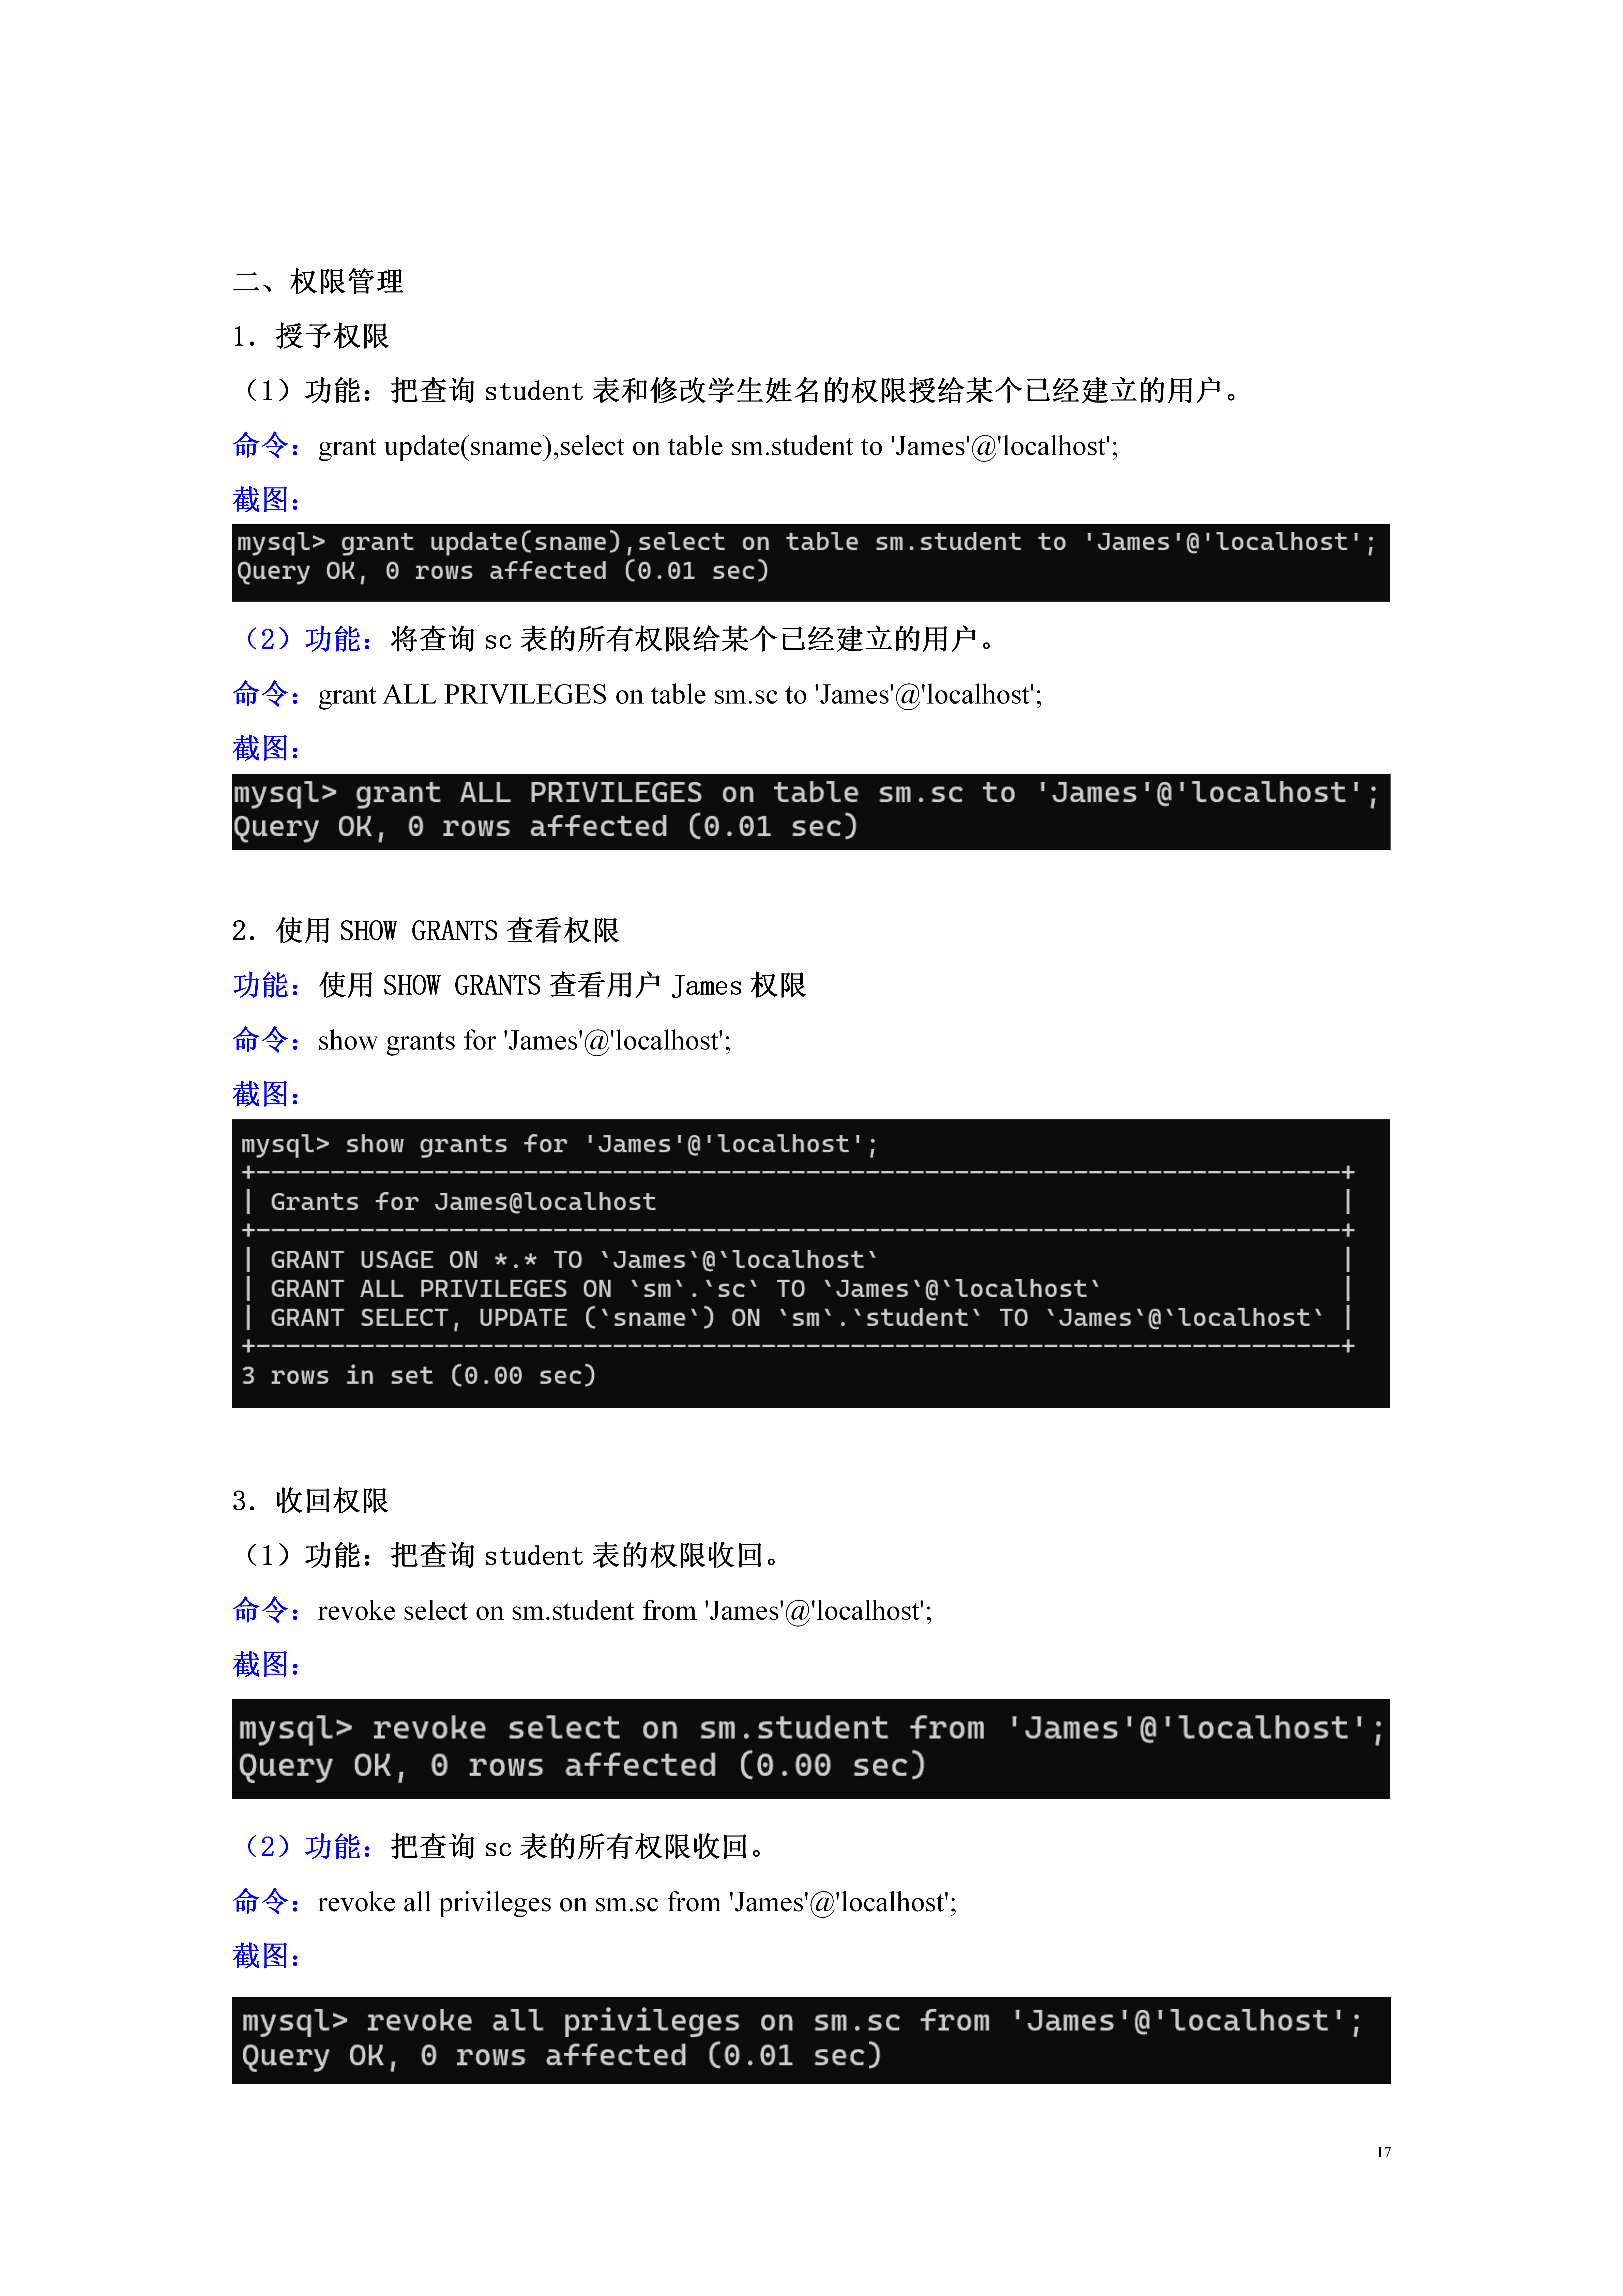 二、权限管理
1. 授予权限
（1）功能：把查询 student 表和修改学生姓名的权限授给某个已经建立的用户。
命令：grant update(sname),select on table sm.student to 'James'@'localhost';
截图：
mysql> grant update(sname),select on table sm.student to 'James'@'localhost';
Query OK, 0 rows affected (0.01 sec)
（2）功能：将查询 sc 表的所有权限给某个已经建立的用户。
命令：grant ALL PRIVILEGES on table sm.sc to 'James'@'localhost';
截图：
mysql> grant ALL PRIVILEGES on table sm.sc to 'James'@'localhost';
Query OK, 0 rows affected (0.01 sec)
2. 使用 SHOW GRANTS 查看权限
功能：使用 SHOW GRANTS 查看用户 James 权限
命令：show grants for 'James'@'localhost';
截图：
mysql> show grants for 'James'@'localhost';
+-------------------------------------------------------------------------+
| Grants for James@localhost                                              |
+-------------------------------------------------------------------------+
| GRANT USAGE ON *.* TO `James`@`localhost`                               |
| GRANT ALL PRIVILEGES ON `sm`.`sc` TO `James`@`localhost`                |
| GRANT SELECT, UPDATE (`sname`) ON `sm`.`student` TO `James`@`localhost` |
+-------------------------------------------------------------------------+
3 rows in set (0.00 sec)
3. 收回权限
（1）功能：把查询 student 表的权限收回。
命令：revoke select on sm.student from 'James'@'localhost';
截图：
mysql> revoke select on sm.student from 'James'@'localhost';
Query OK, 0 rows affected (0.00 sec)
（2）功能：把查询 sc 表的所有权限收回。
命令：revoke all privileges on sm.sc from 'James'@'localhost';
截图：
mysql> revoke all privileges on sm.sc from 'James'@'localhost';
Query OK, 0 rows affected (0.01 sec)
17